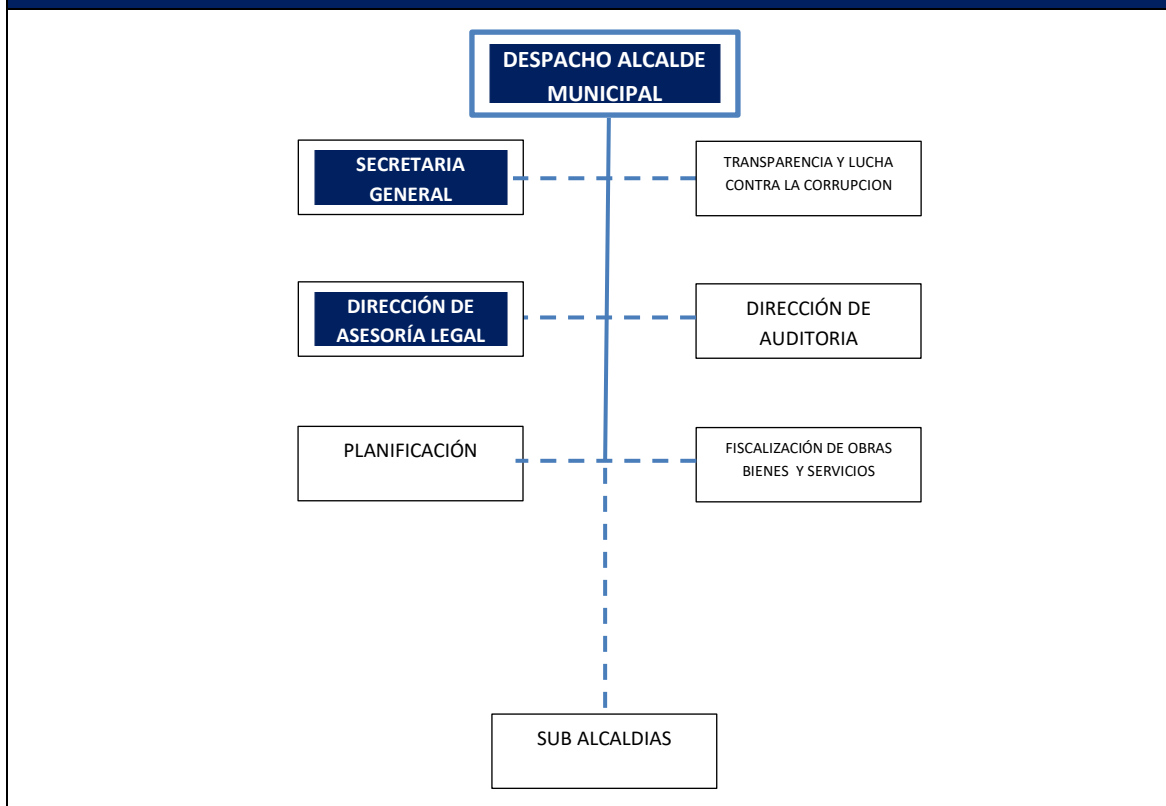 DESPACHO ALCALDE
MUNICIPAL
SECRETARIA
GENERAL
TRANSPARENCIA Y LUCHA
CONTRA LA CORRUPCION
DIRECCIÓN DE
ASESORÍA LEGAL
DIRECCIÓN DE
AUDITORIA
PLANIFICACIÓN
FISCALIZACIÓN DE OBRAS
BIENES Y SERVICIOS
SUB ALCALDIAS